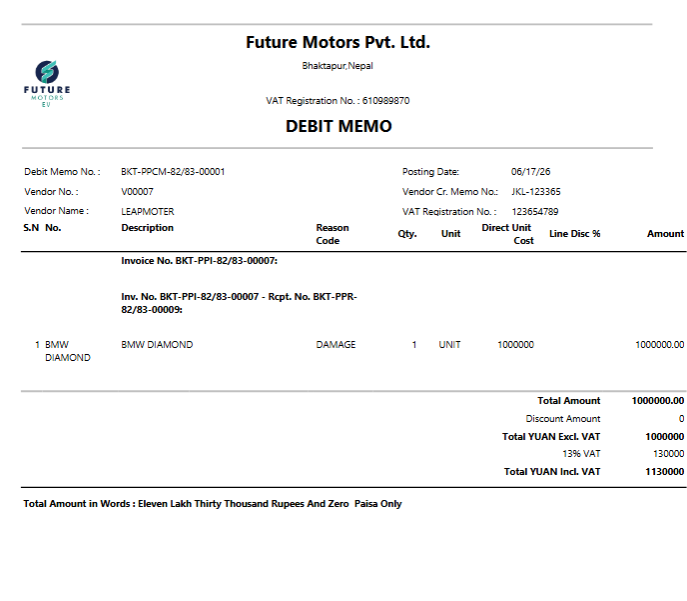 Future Motors Pvt. Ltd.
Bhaktapur,Nepal
FUTURE
MOTORS
EV
VAT Registration No. : 610989870
DEBIT MEMO
Debit Memo No. : BKT-PPCM-82/83-00001 Posting Date: 06/17/26
Vendor No. : V00007 Vendor Cr. Memo No.: JKL-123365
Vendor Name : LEAPMOTER VAT Registration No. : 123654789
S.N No. Description Reason Code Qty. Unit Direct Unit Cost Line Disc % Amount
Invoice No. BKT-PPI-82/83-00007:
Inv. No. BKT-PPI-82/83-00007 - Rcpt. No. BKT-PPR-
82/83-00009:
1 BMW DIAMOND BMW DIAMOND DAMAGE 1 UNIT 1000000 1000000.00
Total Amount 1000000.00
Discount Amount 0
Total YUAN Excl. VAT 1000000
13% VAT 130000
Total YUAN Incl. VAT 1130000
Total Amount in Words : Eleven Lakh Thirty Thousand Rupees And Zero Paisa Only